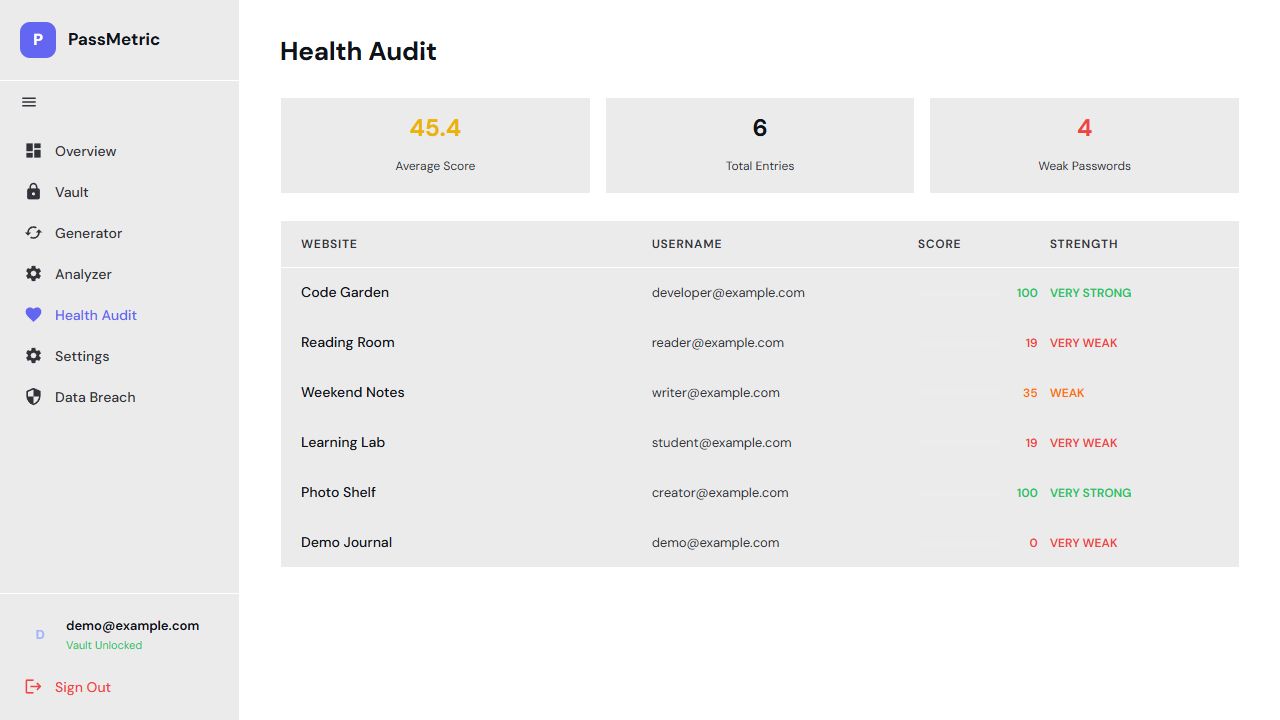 P PassMetric
Overview
Vault
Generator
Analyzer
Health Audit
Settings
Data Breach
D
demo@example.com
Vault Unlocked
Sign Out
Health Audit
45.4
Average Score
6
Total Entries
4
Weak Passwords
WEBSITE USERNAME SCORE STRENGTH
Code Garden developer@example.com 100 VERY STRONG
Reading Room reader@example.com 19 VERY WEAK
Weekend Notes writer@example.com 35 WEAK
Learning Lab student@example.com 19 VERY WEAK
Photo Shelf creator@example.com 100 VERY STRONG
Demo Journal demo@example.com 0 VERY WEAK